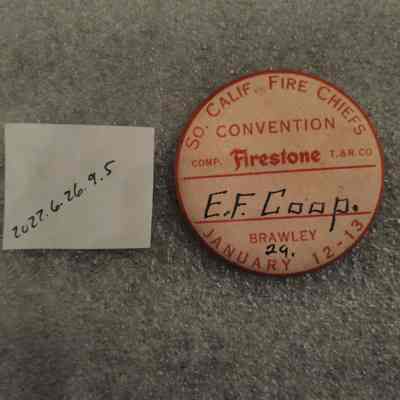 2022.6.26.9.5
SO. CALIF. FIRE CHIEFS
CONVENTION
COMP. Firestone T.&R.CO
E.F. Coop.
BRAWLEY
29.
JANUARY 12-13